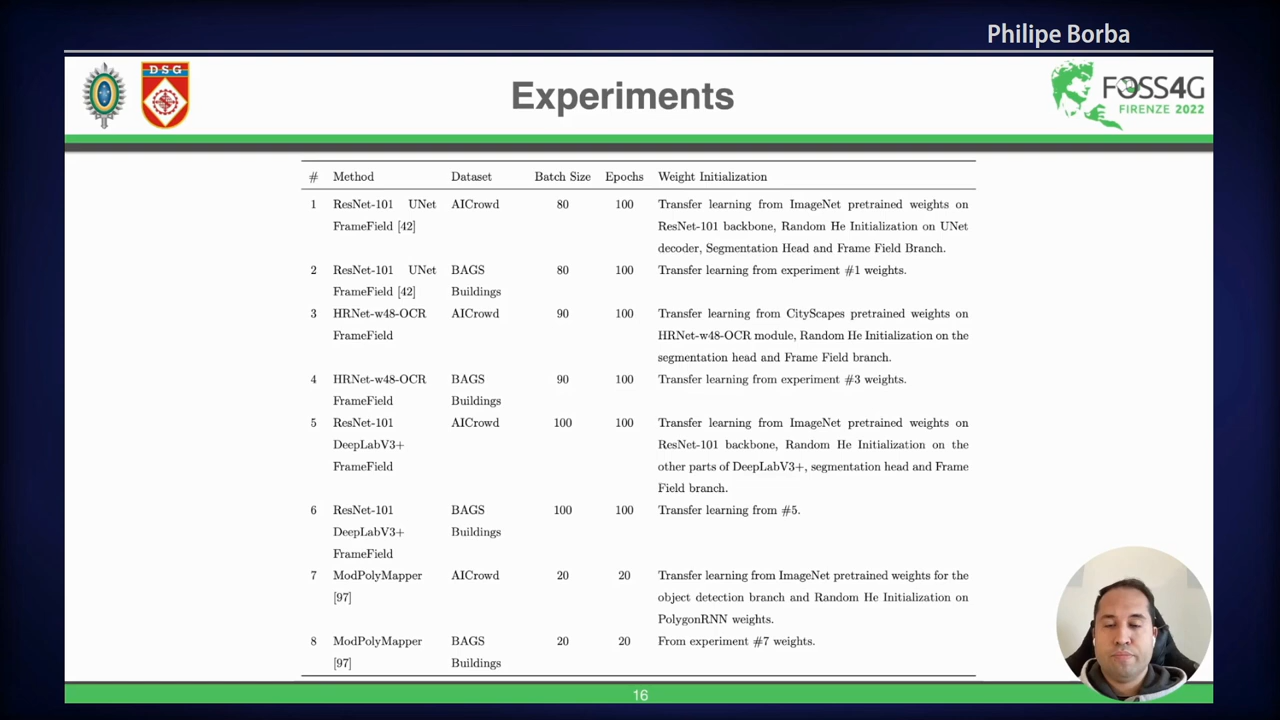 Philipe Borba
DSG
Experiments
FOSS4G
FIRENZE 2022
# Method Dataset Batch Size Epochs Weight Initialization
1 ResNet-101 UNet AICrowd 80 100 Transfer learning from ImageNet pretrained weights on
FrameField [42] ResNet-101 backbone, Random He Initialization on UNet
decoder, Segmentation Head and Frame Field Branch.
2 ResNet-101 UNet BAGS 80 100 Transfer learning from experiment #1 weights.
FrameField [42] Buildings
3 HRNet-w48-OCR AICrowd 90 100 Transfer learning from CityScapes pretrained weights on
FrameField HRNet-w48-OCR module, Random He Initialization on the
segmentation head and Frame Field branch.
4 HRNet-w48-OCR BAGS 90 100 Transfer learning from experiment #3 weights.
FrameField Buildings
5 ResNet-101 AICrowd 100 100 Transfer learning from ImageNet pretrained weights on
DeepLabV3+ ResNet-101 backbone, Random He Initialization on the
FrameField other parts of DeepLabV3+, segmentation head and Frame
Field branch.
6 ResNet-101 BAGS 100 100 Transfer learning from #5.
DeepLabV3+ Buildings
FrameField
7 ModPolyMapper AICrowd 20 20 Transfer learning from ImageNet pretrained weights for the
[97] object detection branch and Random He Initialization on
PolygonRNN weights.
8 ModPolyMapper BAGS 20 20 From experiment #7 weights.
[97] Buildings
16